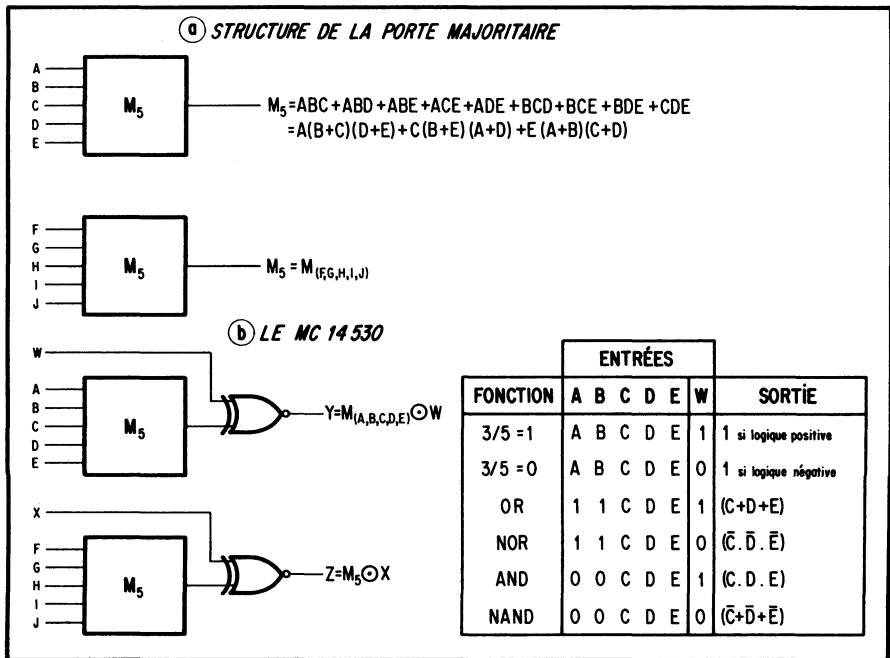 a STRUCTURE DE LA PORTE MAJORITAIRE
A
B
C
D
E
M5
M5=ABC+ABD+ABE+ACE+ADE+BCD+BCE+BDE+CDE
=A(B+C)(D+E)+C(B+E)(A+D)+E(A+B)(C+D)
F
G
H
I
J
M5
M5 = M(F,G,H,I,J)
b LE MC 14530
W
A
B
C
D
E
M5
Y=M(A,B,C,D,E)⊙W
X
F
G
H
I
J
M5
Z=M5⊙X
ENTRÉES
FONCTION A B C D E W SORTIE
3/5=1 A B C D E 1 1 si logique positive
3/5=0 A B C D E 0 1 si logique négative
OR 1 1 C D E 1 (C+D+E)
NOR 1 1 C D E 0 (C̅.D̅.E̅)
AND 0 0 C D E 1 (C.D.E)
NAND 0 0 C D E 0 (C̅+D̅+E̅)